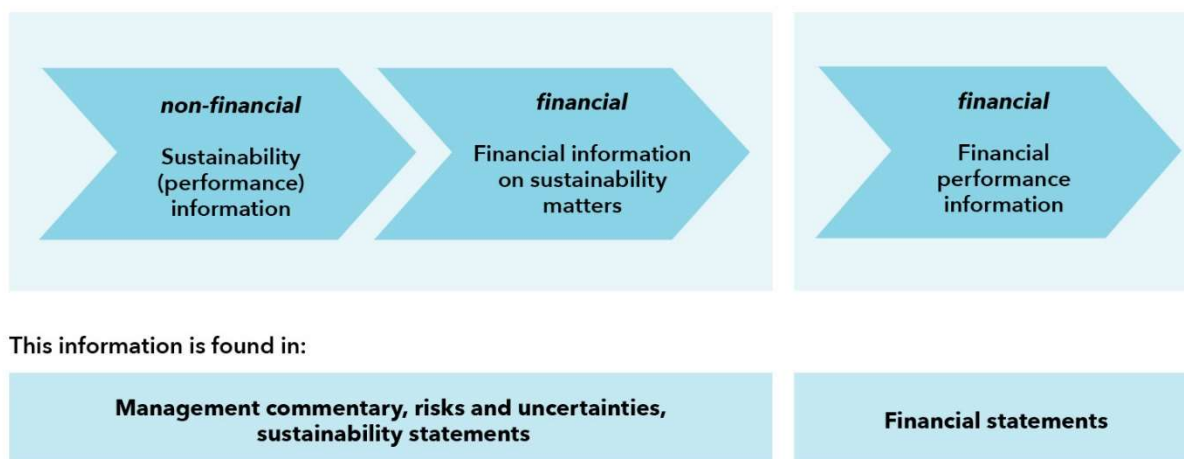 non-financial
Sustainability
(performance)
information
financial
Financial information
on sustainability
matters
financial
Financial
performance
information
This information is found in:
Management commentary, risks and uncertainties,
sustainability statements
Financial statements